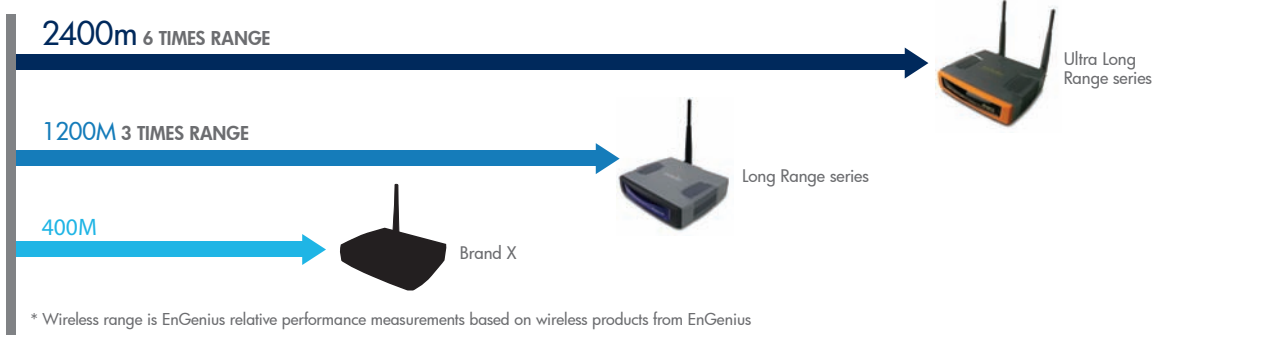 2400m 6 TIMES RANGE
Ultra Long
Range series
1200M 3 TIMES RANGE
Long Range series
400M
Brand X
* Wireless range is EnGenius relative performance measurements based on wireless products from EnGenius